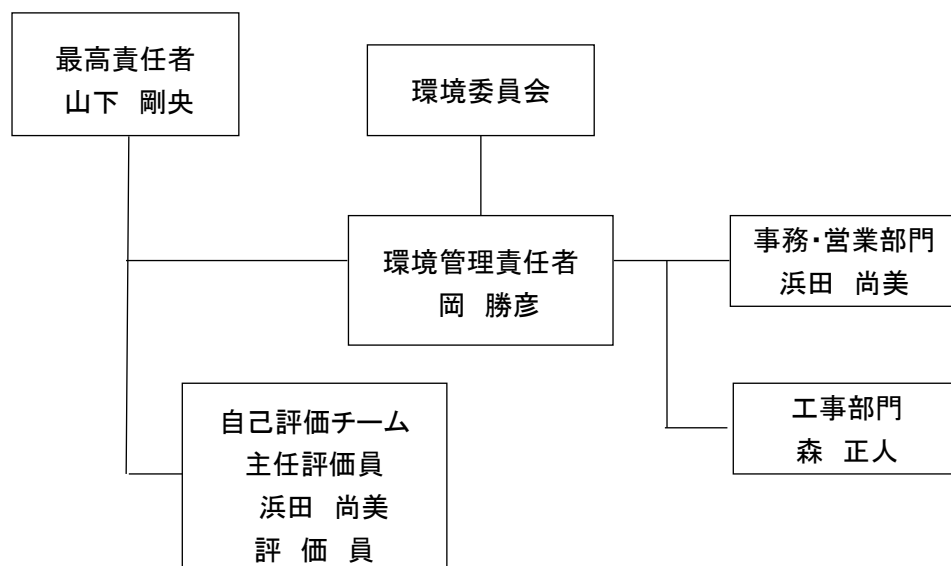 最高責任者
山下　剛央
環境委員会
環境管理責任者
岡　勝彦
事務・営業部門
浜田　尚美
工事部門
森　正人
自己評価チーム
主任評価員
浜田　尚美
評　価　員